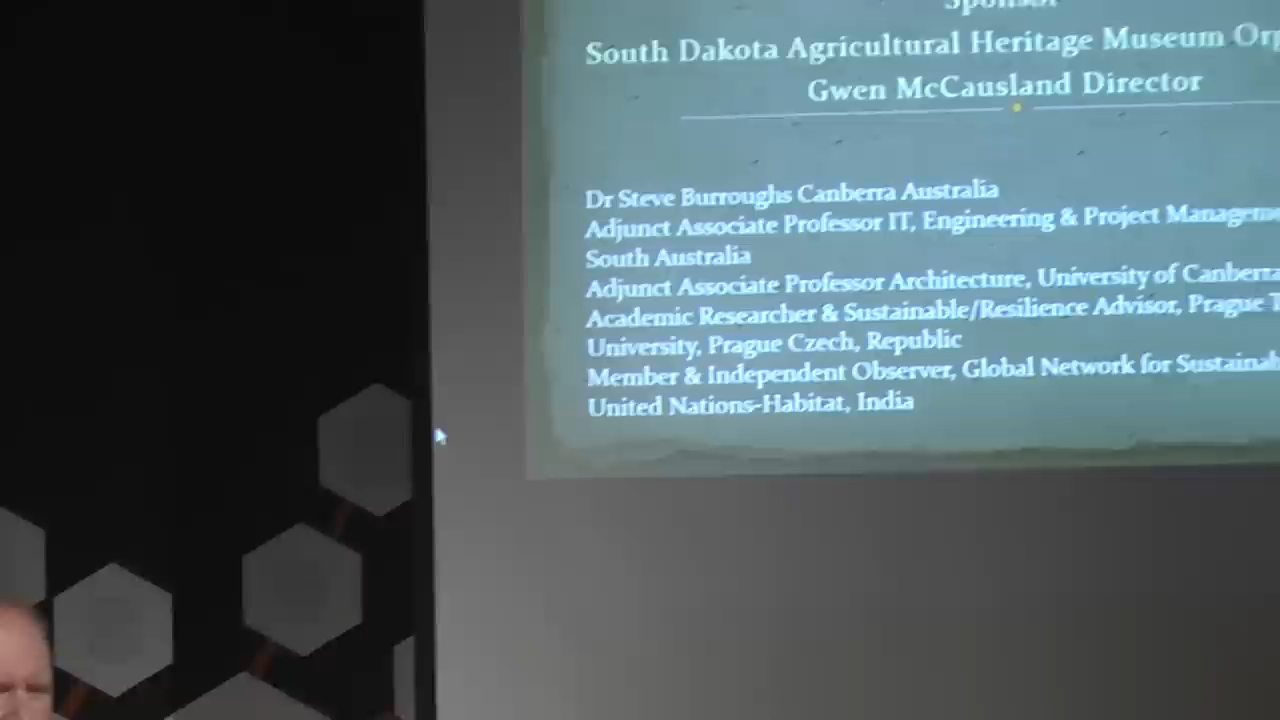 Sponsor
South Dakota Agricultural Heritage Museum
Gwen McCausland Director
Dr Steve Burroughs Canberra Australia
Adjunct Associate Professor IT, Engineering & Project
South Australia
Adjunct Associate Professor Architecture, University of Canberra
Academic Researcher & Sustainable/Resilience Advisor, Prague
University, Prague Czech, Republic
Member & Independent Observer, Global Network for
United Nations-Habitat, India